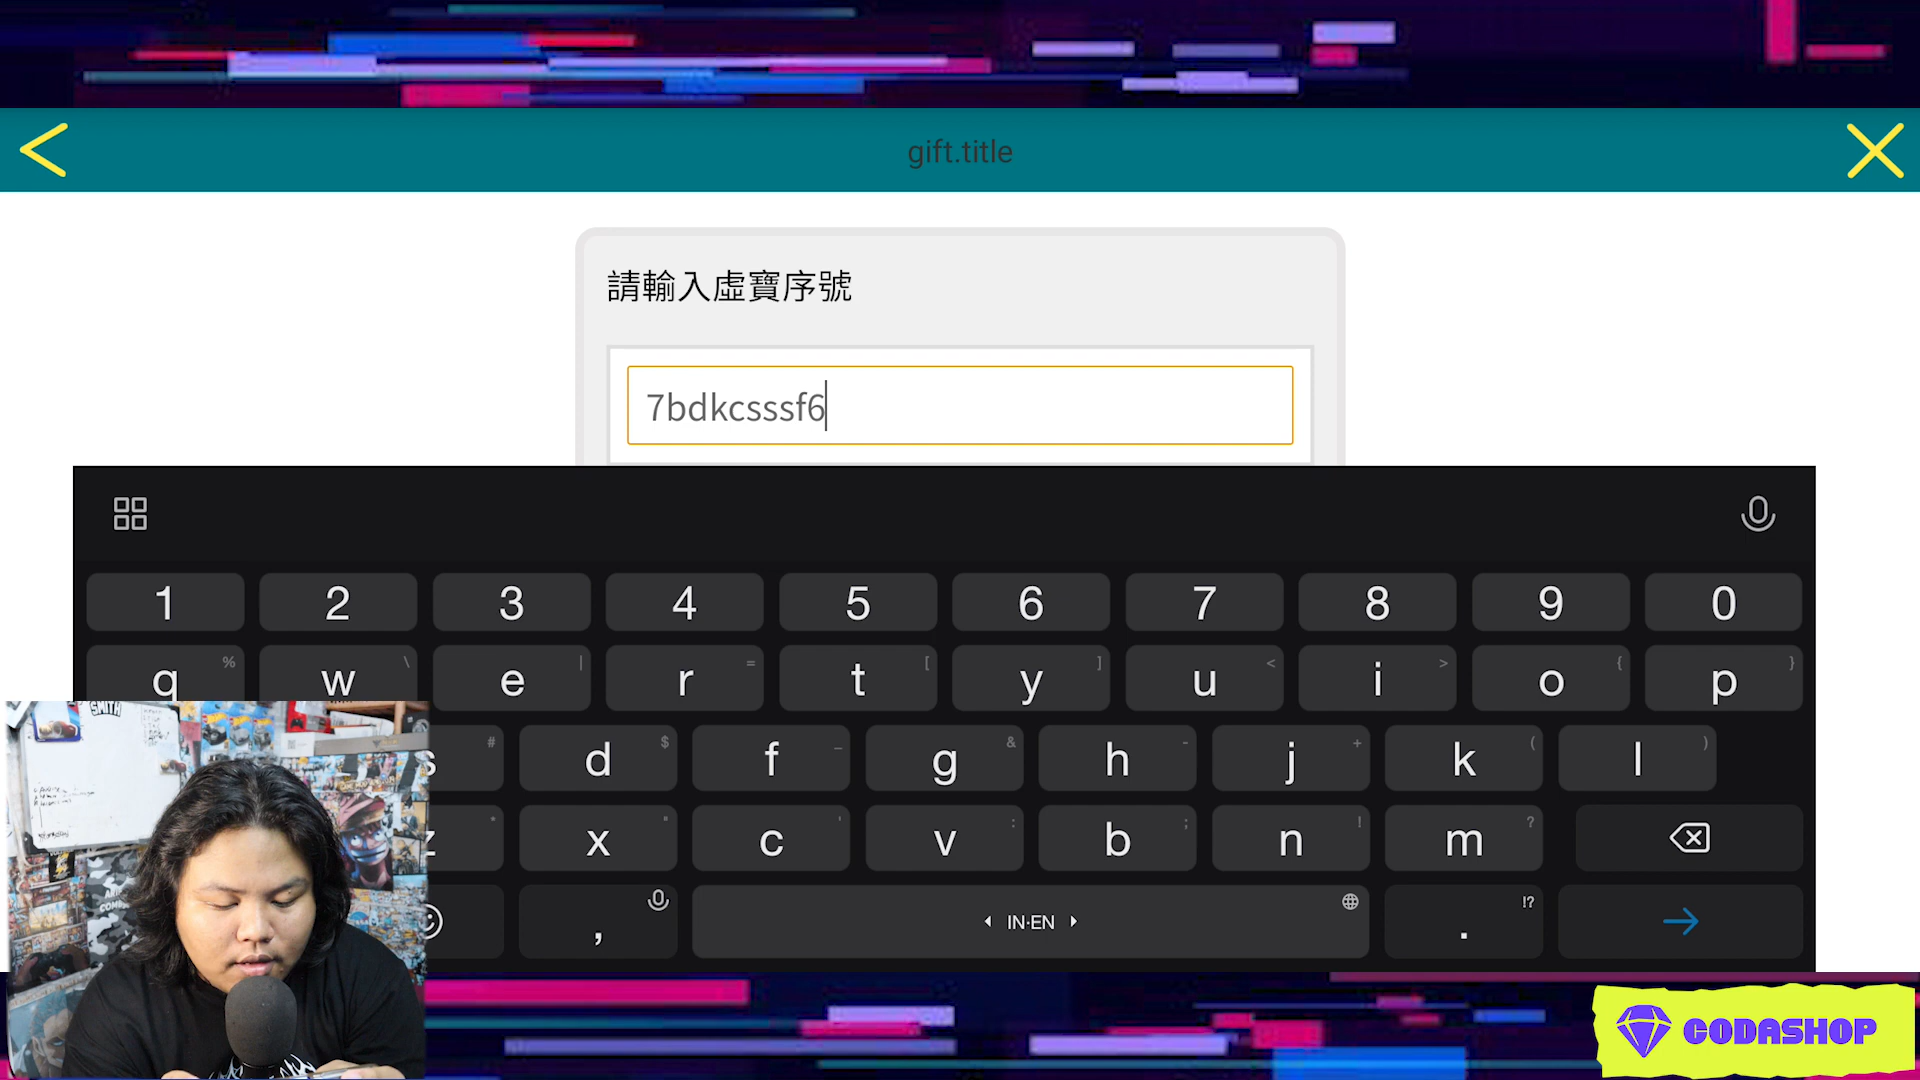 gift.title
請輸入虛寶序號
7bdkcsssf6
1 2 3 4 5 6 7 8 9 0
q % w \ e | r = t [ y ] u < i > o { p }
s # d $ f _ g & h - j + k ( l )
z * x " c ' v : b ; n ! m ?
, IN·EN . !?
SMITH
CODASHOP